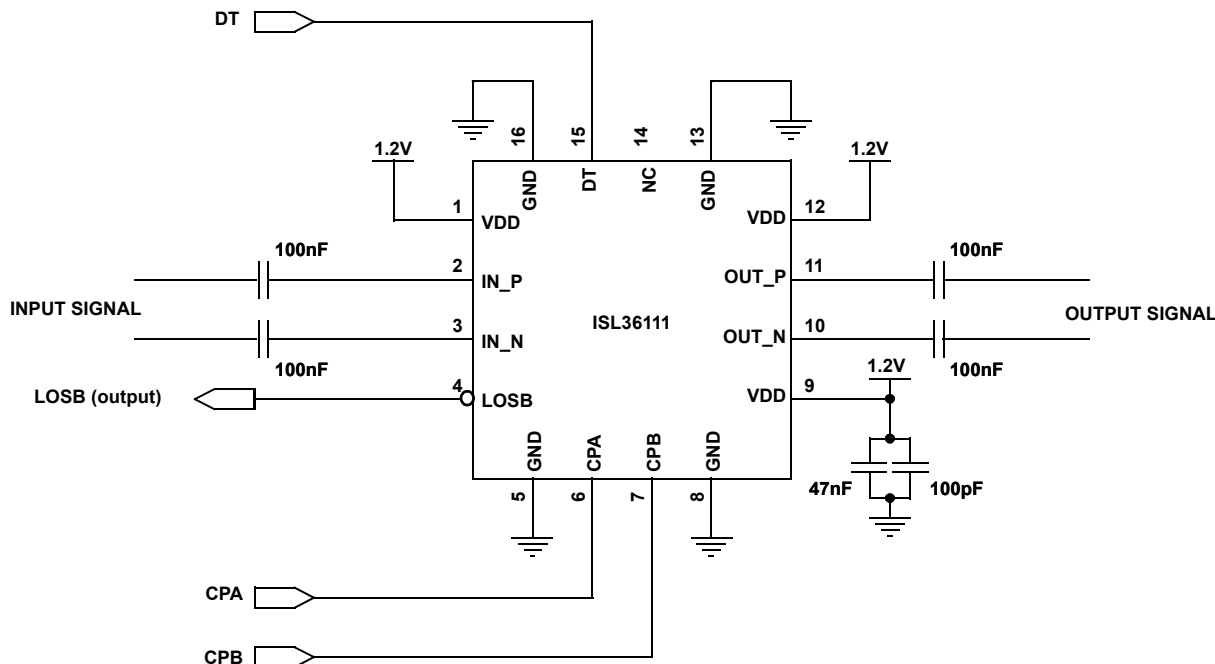 DT
16
15
14
13
1.2V
1.2V
GND
DT
NC
GND
1
VDD
VDD
12
100nF
100nF
2
IN_P
OUT_P
11
INPUT SIGNAL
ISL36111
OUTPUT SIGNAL
3
IN_N
OUT_N
10
100nF
100nF
1.2V
LOSB (output)
4
LOSB
VDD
9
GND
CPA
CPB
GND
47nF
100pF
5
6
7
8
CPA
CPB